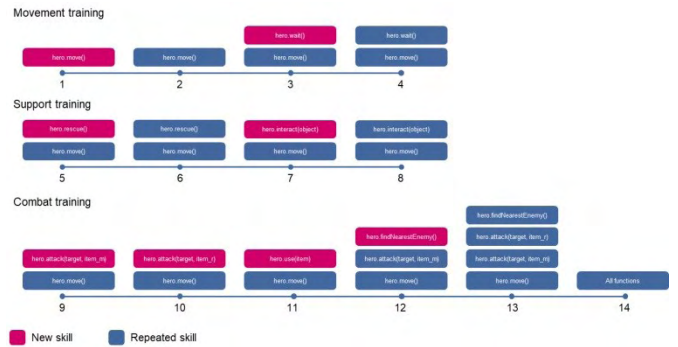 Movement training
hero.wait() hero.wait()
hero.move() hero.move() hero.move() hero.move()
1 2 3 4
Support training
hero.rescue() hero.rescue() hero.interact(object) hero.interact(object)
hero.move() hero.move() hero.move() hero.move()
5 6 7 8
Combat training
hero.findNearestEnemy()
hero.findNearestEnemy() hero.attack(target, item_r)
hero.attack(target, item_m) hero.attack(target, item_r) hero.use(item) hero.attack(target, item_m) hero.attack(target, item_m)
hero.move() hero.move() hero.move() hero.move() hero.move() All functions
9 10 11 12 13 14
New skill Repeated skill